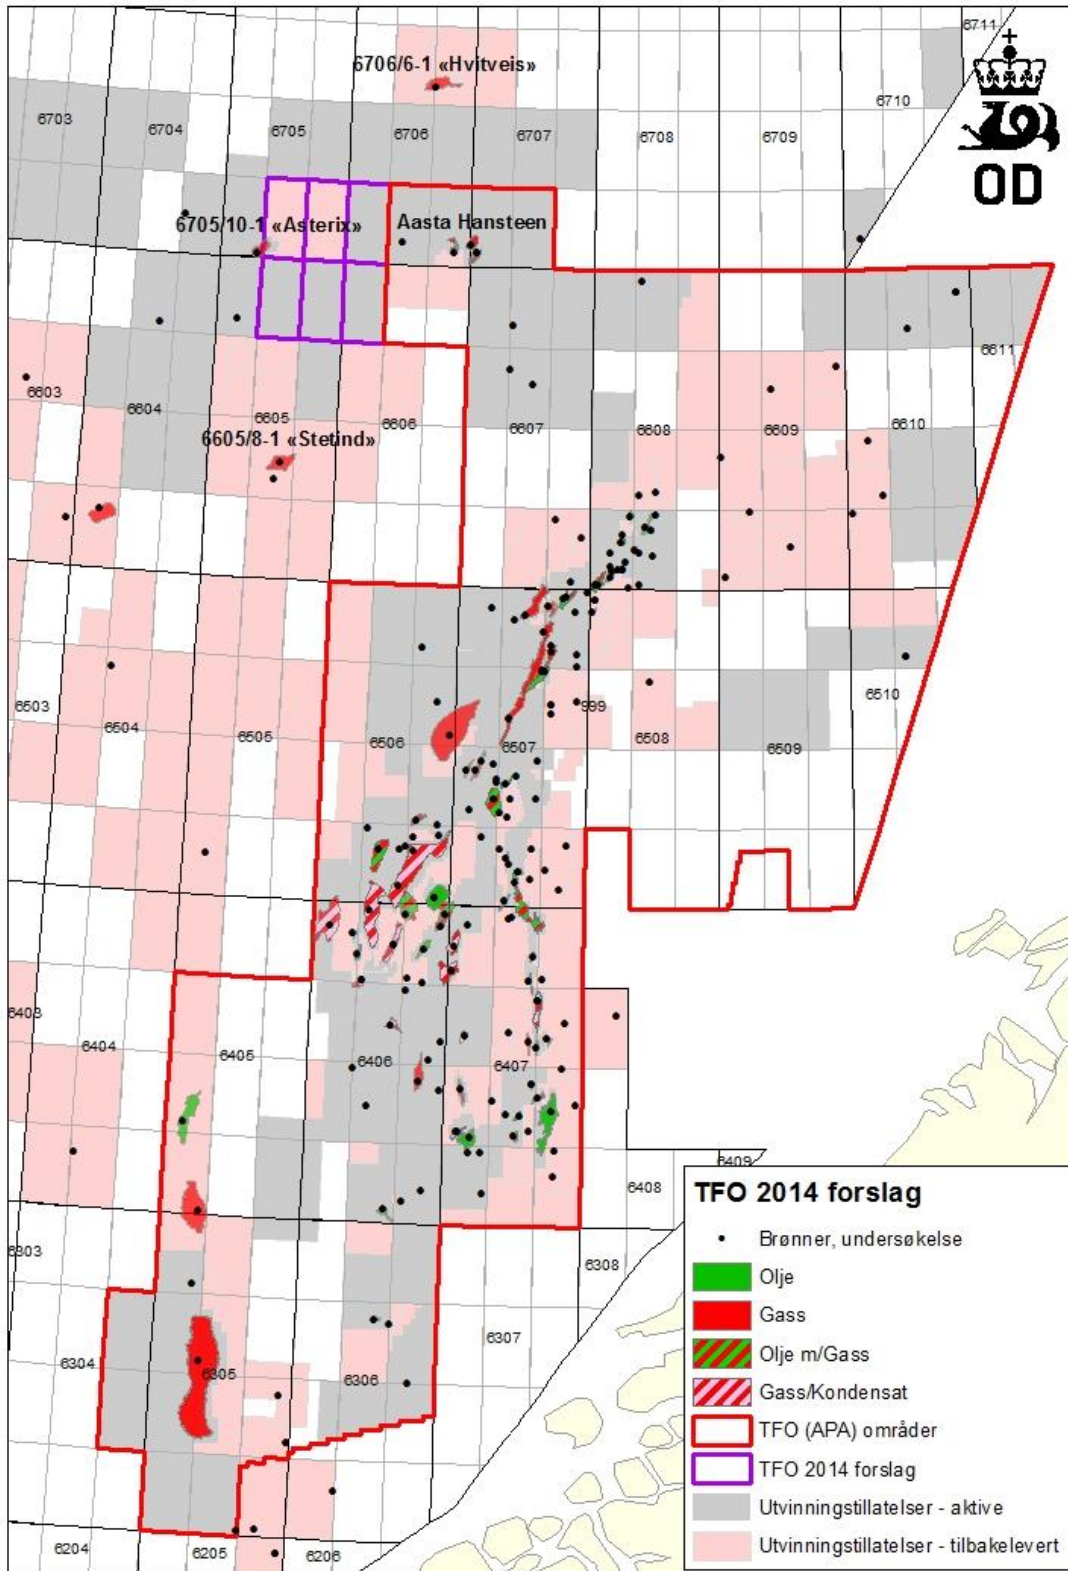 6711
6706/6-1 «Hvitveis»
6710
OD
6703
6704
6705
6706
6707
6708
6709
6705/10-1 «Asterix»
Aasta Hansteen
6611
6603
6604
6605
6606
6607
6608
6609
6610
6605/8-1 «Stetind»
6503
6504
6505
6506
6507
6508
6509
6510
6404
6405
6406
6407
6408
6409
6303
6304
6305
6306
6307
6308
6204
6205
6206
TFO 2014 forslag
Brønner, undersøkelse
Olje
Gass
Olje m/Gass
Gass/Kondensat
TFO (APA) områder
TFO 2014 forslag
Utvinningstillatelser - aktive
Utvinningstillatelser - tilbakelevert